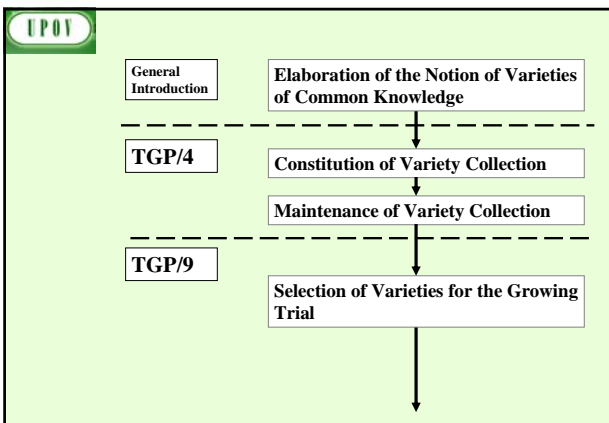 UPOV
General
Introduction
Elaboration of the Notion of Varieties
of Common Knowledge
TGP/4
Constitution of Variety Collection
Maintenance of Variety Collection
TGP/9
Selection of Varieties for the Growing
Trial